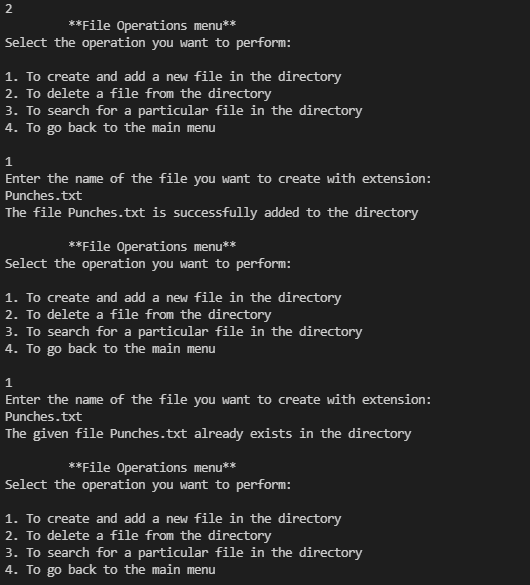 2
**File Operations menu**
Select the operation you want to perform:
1. To create and add a new file in the directory
2. To delete a file from the directory
3. To search for a particular file in the directory
4. To go back to the main menu
1
Enter the name of the file you want to create with extension:
Punches.txt
The file Punches.txt is successfully added to the directory
**File Operations menu**
Select the operation you want to perform:
1. To create and add a new file in the directory
2. To delete a file from the directory
3. To search for a particular file in the directory
4. To go back to the main menu
1
Enter the name of the file you want to create with extension:
Punches.txt
The given file Punches.txt already exists in the directory
**File Operations menu**
Select the operation you want to perform:
1. To create and add a new file in the directory
2. To delete a file from the directory
3. To search for a particular file in the directory
4. To go back to the main menu